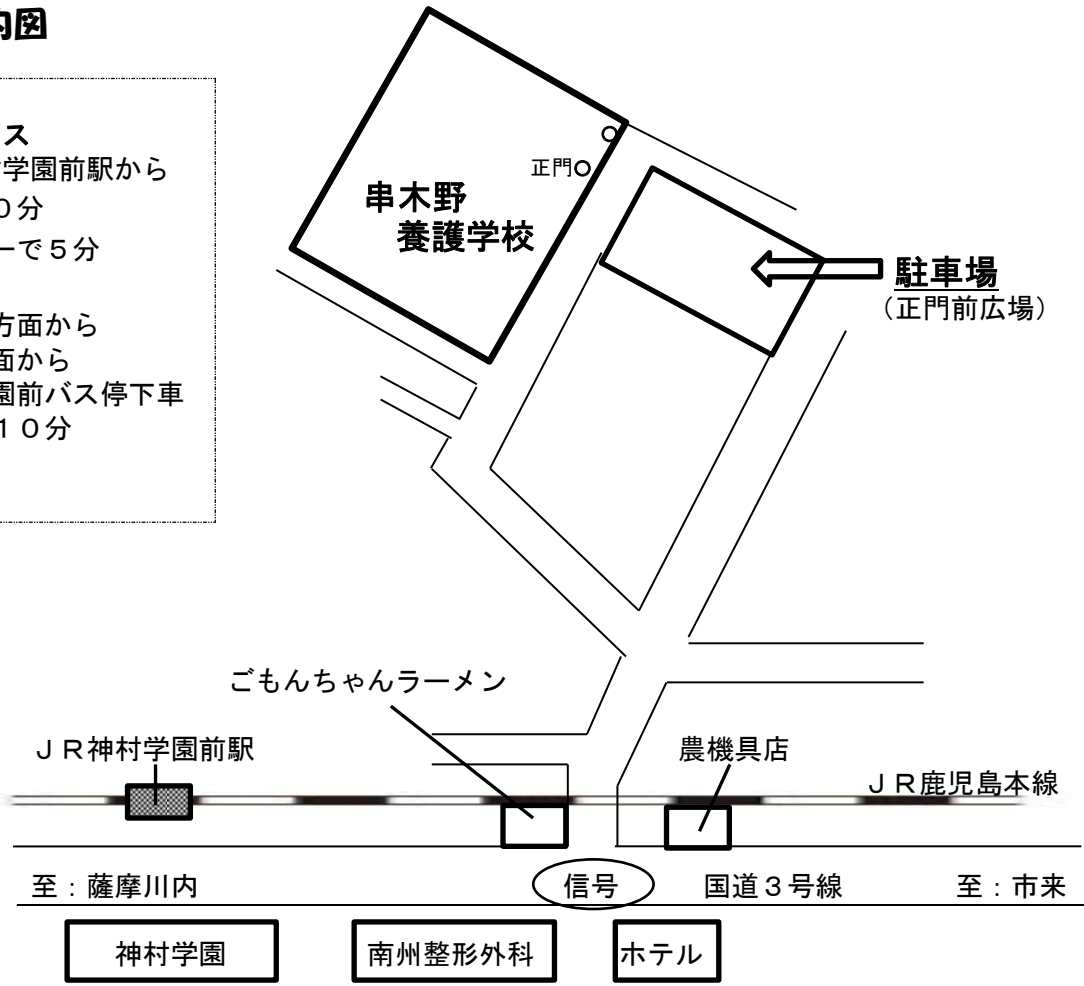 内図
ス
学園前駅から
０分
ーで５分
方面から
面から
園前バス停下車
１０分
正門
串木野
養護学校
駐車場
（正門前広場）
ごもんちゃんラーメン
ＪＲ神村学園前駅
農機具店
ＪＲ鹿児島本線
至：薩摩川内
信号
国道３号線
至：市来
神村学園
南州整形外科
ホテル